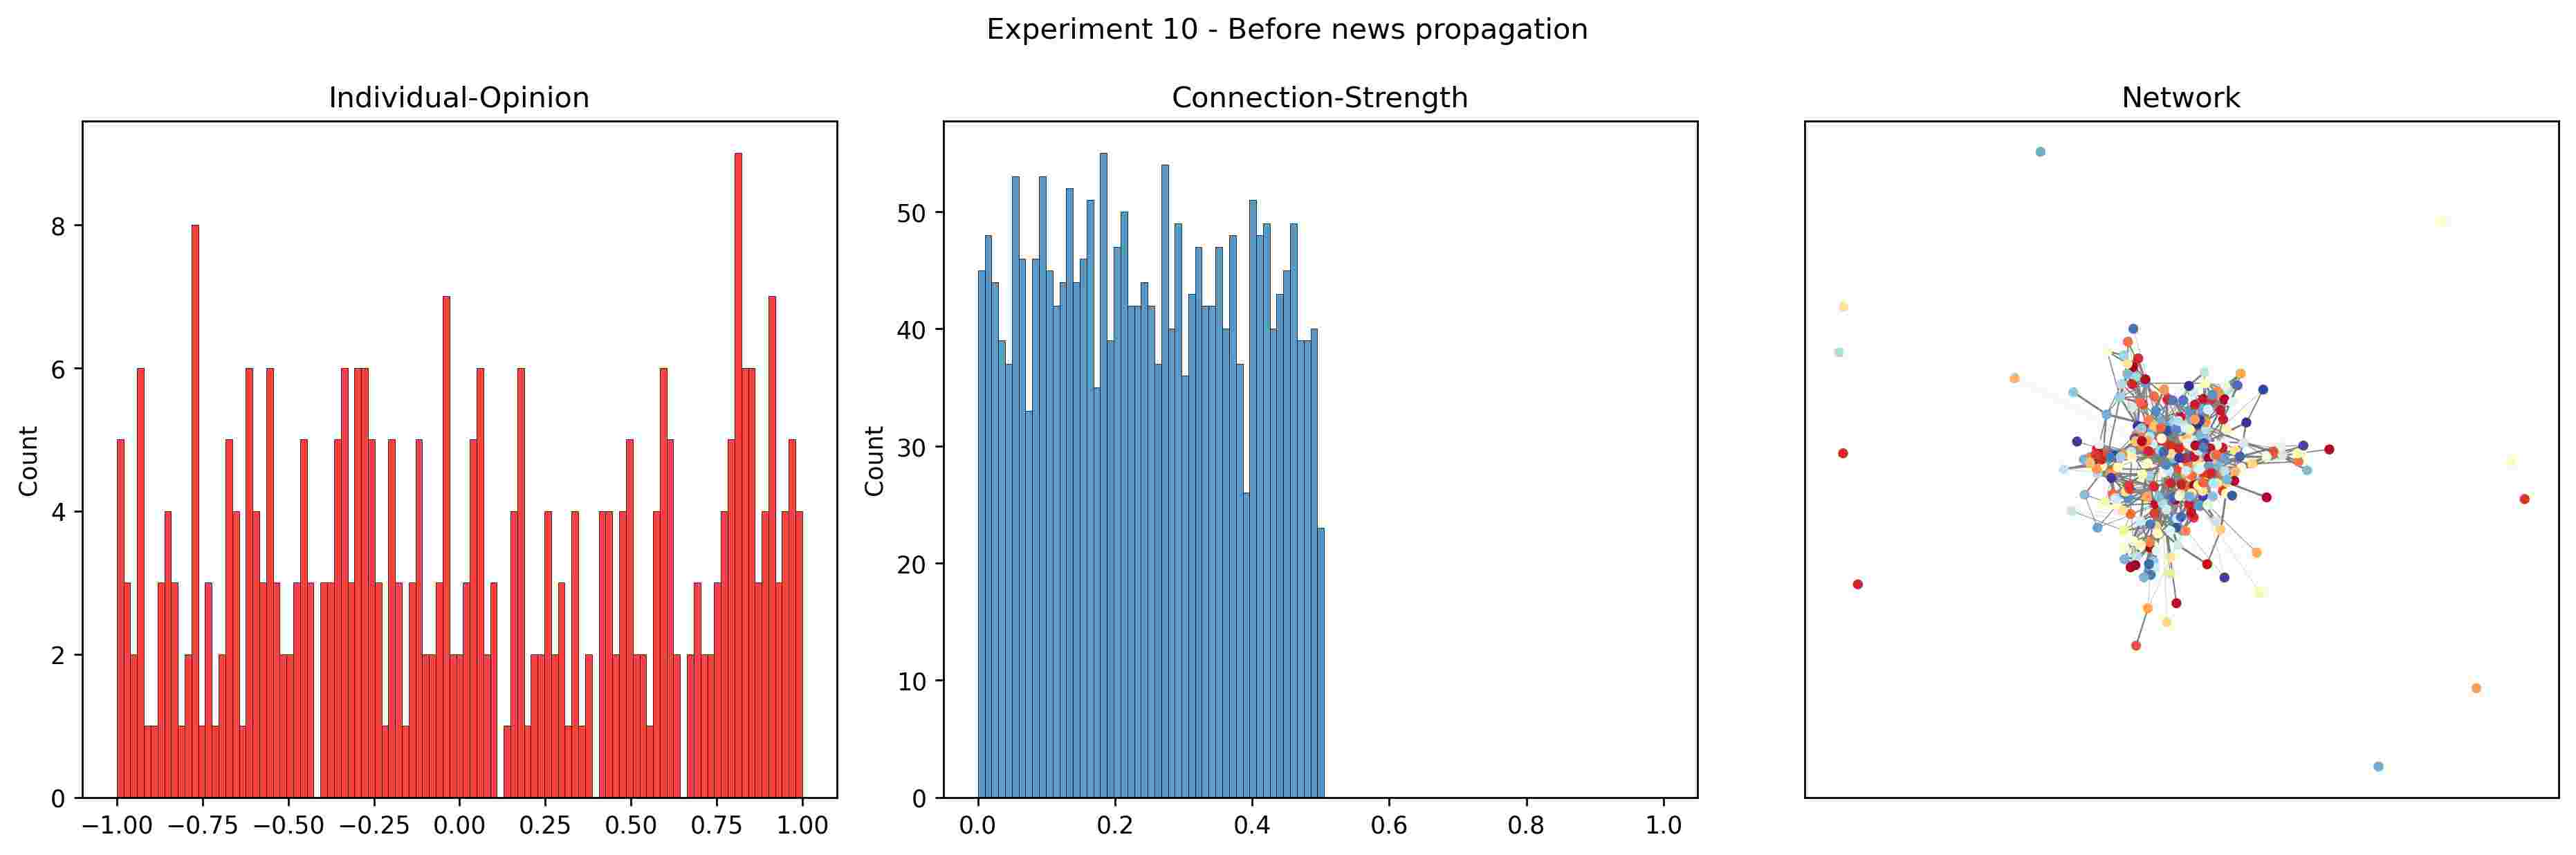 Experiment 10 - Before news propagation
Individual-Opinion
Count
8
6
4
2
0
−1.00 −0.75 −0.50 −0.25 0.00 0.25 0.50 0.75 1.00
Connection-Strength
Count
50
40
30
20
10
0
0.0 0.2 0.4 0.6 0.8 1.0
Network